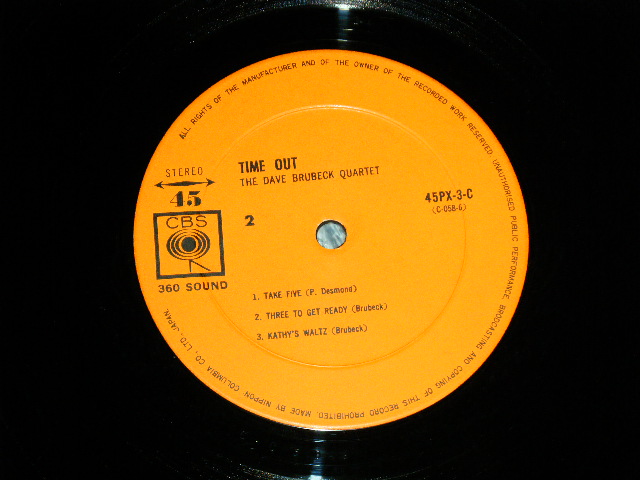 ALL RIGHTS OF THE MANUFACTURER AND OF THE OWNER OF THE RECORDED WORK RESERVED. UNAUTHORISED PUBLIC PERFORMANCE, BRODCASTING AND COPYING OF THIS RECORD PROHIBITED. MADE BY NIPPON COLUMBIA CO., LTD., JAPAN.
TIME OUT
THE DAVE BRUBECK QUARTET
STEREO
45
CBS
360 SOUND
2
45PX-3-C
(C-058-6)
1. TAKE FIVE (P. Desmond)
2. THREE TO GET READY (Brubeck)
3. KATHY'S WALTZ (Brubeck)